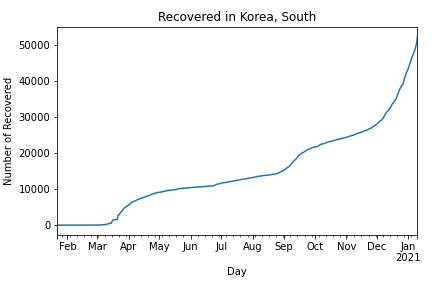 Recovered in Korea, South
50000
40000
30000
20000
10000
0
Number of Recovered
Feb Mar Apr May Jun Jul Aug Sep Oct Nov Dec Jan
2021
Day